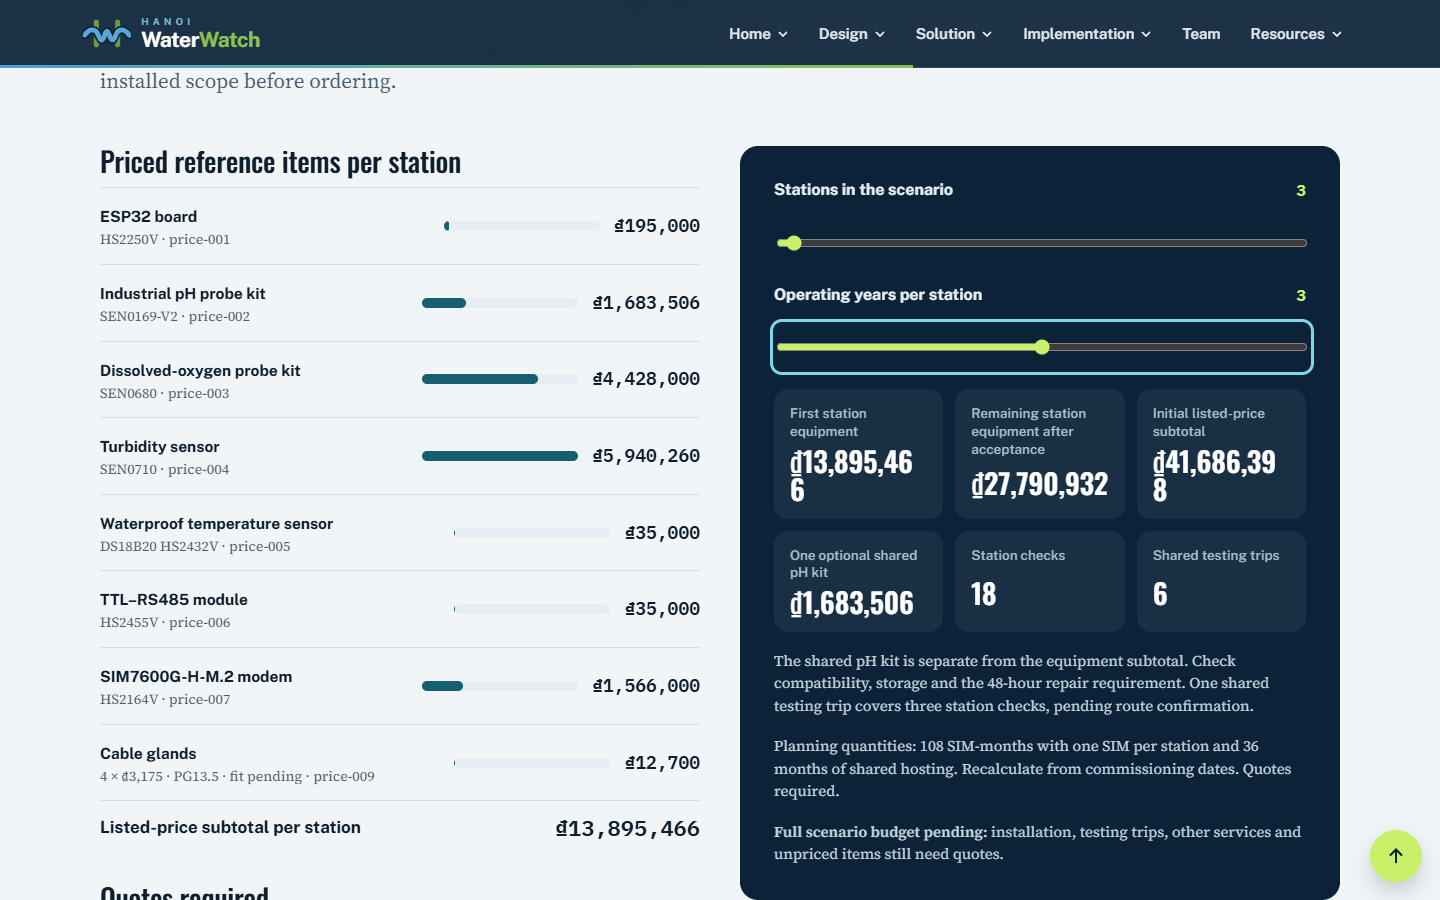 HANOI
WaterWatch
Home
Design
Solution
Implementation
Team
Resources
installed scope before ordering.
Priced reference items per station
ESP32 board
HS2250V · price-001
₫195,000
Industrial pH probe kit
SEN0169-V2 · price-002
₫1,683,506
Dissolved-oxygen probe kit
SEN0680 · price-003
₫4,428,000
Turbidity sensor
SEN0710 · price-004
₫5,940,260
Waterproof temperature sensor
DS18B20 HS2432V · price-005
₫35,000
TTL–RS485 module
HS2455V · price-006
₫35,000
SIM7600G-H-M.2 modem
HS2164V · price-007
₫1,566,000
Cable glands
4 × ₫3,175 · PG13.5 · fit pending · price-009
₫12,700
Listed-price subtotal per station
₫13,895,466
Quotes required
Stations in the scenario
3
Operating years per station
3
First station
equipment
₫13,895,46
6
Remaining station
equipment after
acceptance
₫27,790,932
Initial listed-price
subtotal
₫41,686,39
8
One optional shared
pH kit
₫1,683,506
Station checks
18
Shared testing trips
6
The shared pH kit is separate from the equipment subtotal. Check
compatibility, storage and the 48-hour repair requirement. One shared
testing trip covers three station checks, pending route confirmation.
Planning quantities: 108 SIM-months with one SIM per station and 36
months of shared hosting. Recalculate from commissioning dates. Quotes
required.
Full scenario budget pending: installation, testing trips, other services and
unpriced items still need quotes.